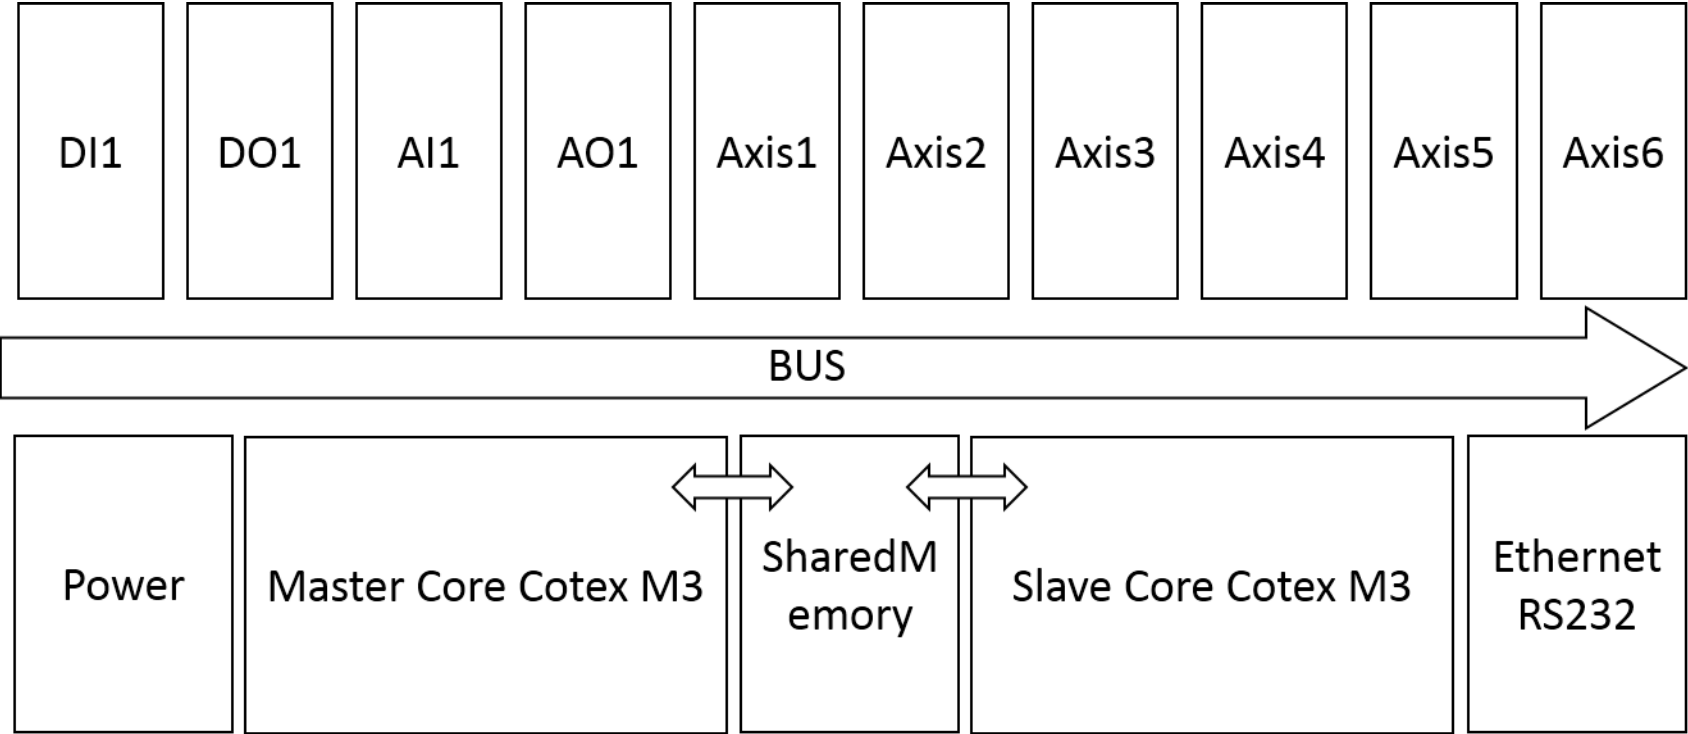 DI1
DO1
AI1
AO1
Axis1
Axis2
Axis3
Axis4
Axis5
Axis6
BUS
Power
Master Core Cotex M3
SharedM
emory
Slave Core Cotex M3
Ethernet
RS232